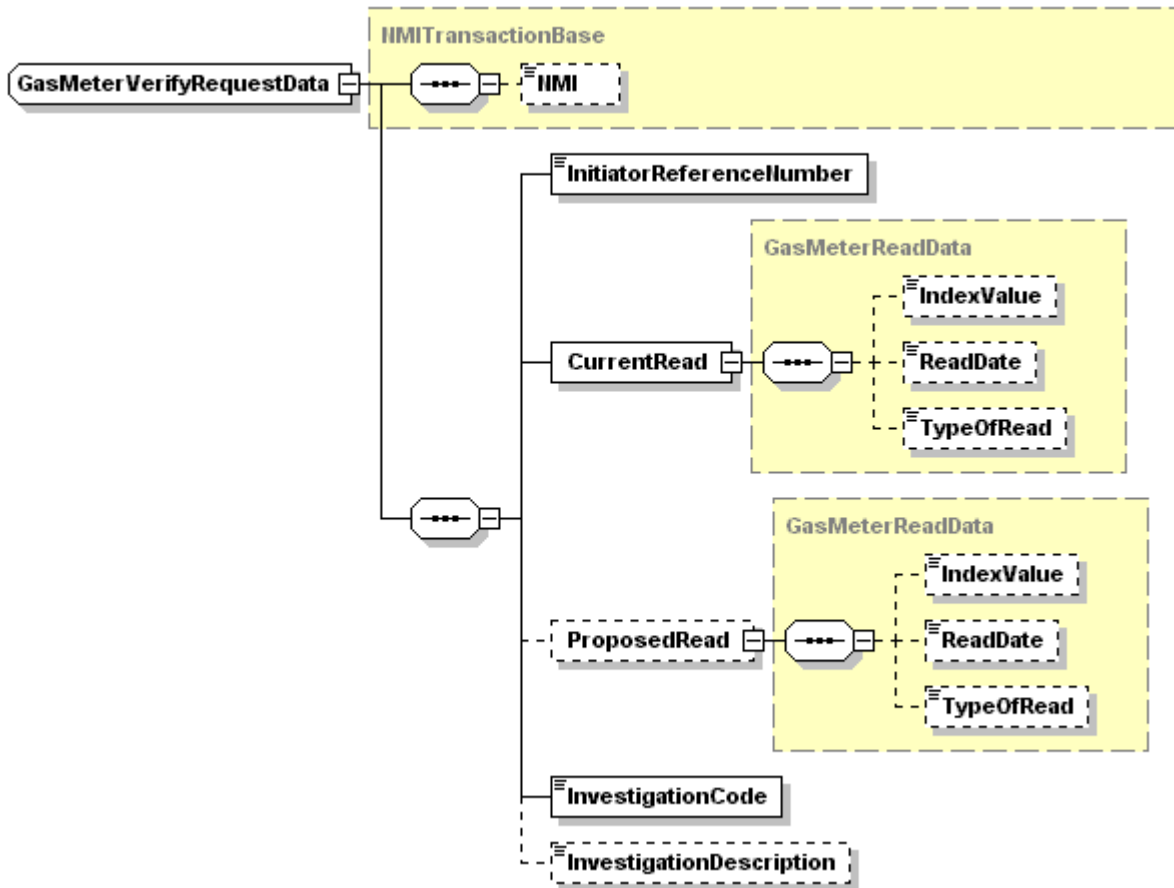 NMITransactionBase
GasMeterVerifyRequestData
NMI
InitiatorReferenceNumber
GasMeterReadData
IndexValue
CurrentRead
ReadDate
TypeOfRead
GasMeterReadData
IndexValue
ProposedRead
ReadDate
TypeOfRead
InvestigationCode
InvestigationDescription